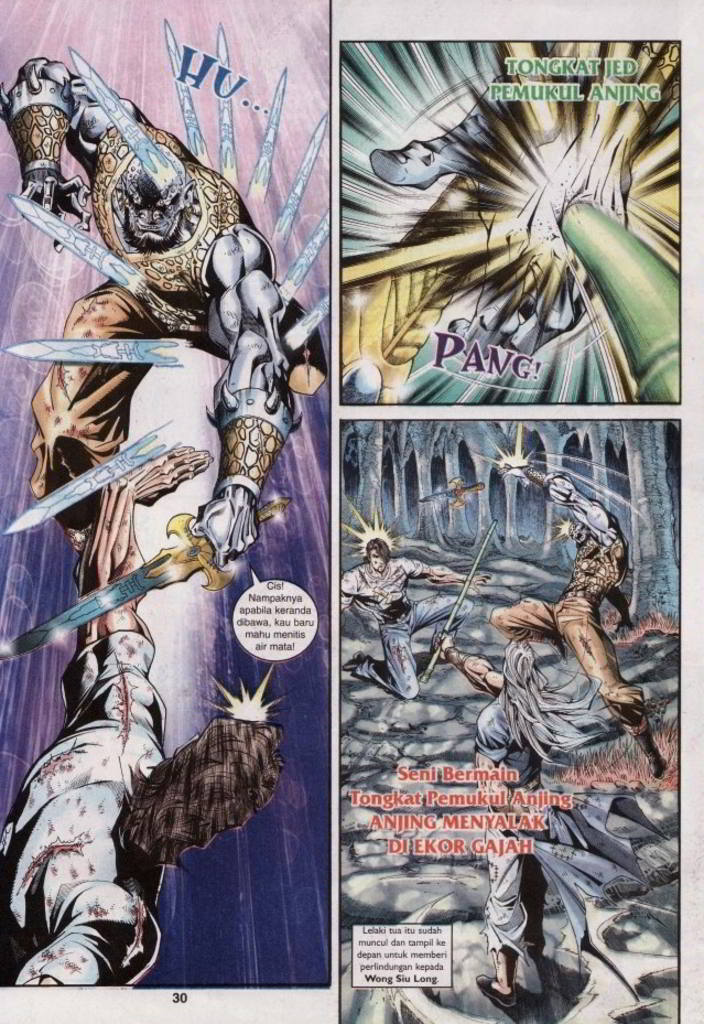 HU...
Cis!
Nampaknya
apabila keranda
dibawa, kau baru
mahu menitis
air mata!
30
TONGKAT JED
PEMUKUL ANJING
PANG!
Seni Bermain
Tongkat Pemukul Anjing
ANJING MENYALAK
DI EKOR GAJAH
Lelaki tua itu sudah
muncul dan tampil ke
depan untuk memberi
perlindungan kepada
Wong Siu Long.